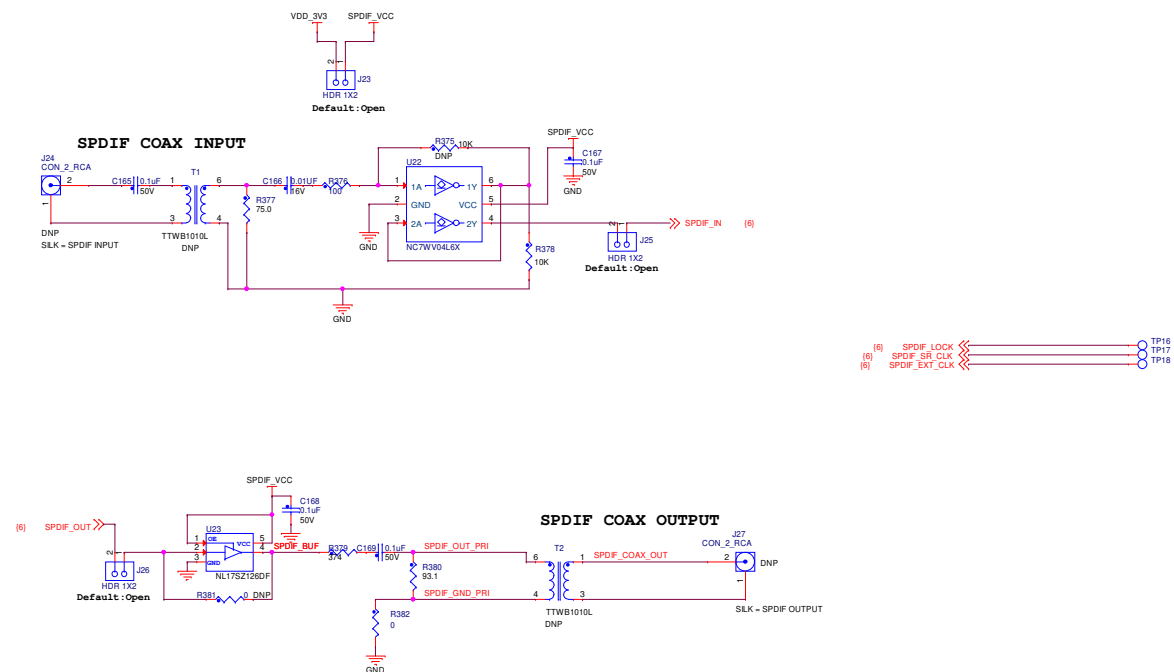 VDD_3V3 SPDIF_VCC
2 1
J23
HDR 1X2
Default:Open
SPDIF COAX INPUT
J24
CON_2_RCA
2
1
DNP
SILK = SPDIF INPUT
C165 0.1uF
50V
T1
1 6
3 4
TTWB1010L
DNP
R377
75.0
C166 0.01UF
16V
R376
100
R375 10K
DNP
U22
1 1A 1Y 6
2 GND VCC 5
3 2A 2Y 4
NC7WV04L6X
GND
SPDIF_VCC
C167
0.1uF
50V
GND
R378
10K
GND
2 1
J25
HDR 1X2
Default:Open
SPDIF_IN {6}
{6} SPDIF_LOCK TP16
{6} SPDIF_SR_CLK TP17
{6} SPDIF_EXT_CLK TP18
SPDIF_VCC
C168
0.1uF
50V
{6} SPDIF_OUT
2 1
J26
HDR 1X2
Default:Open
U23
1 OE VCC 5
2 4
3 GND
NL17SZ126DF
R381 0 DNP
SPDIF_BUF
R379
374
C169 0.1uF
50V
SPDIF_OUT_PRI
R380
93.1
SPDIF_GND_PRI
R382
0
GND
SPDIF COAX OUTPUT
T2
6 1
4 3
TTWB1010L
DNP
SPDIF_COAX_OUT
J27
CON_2_RCA
2
1
DNP
SILK = SPDIF OUTPUT